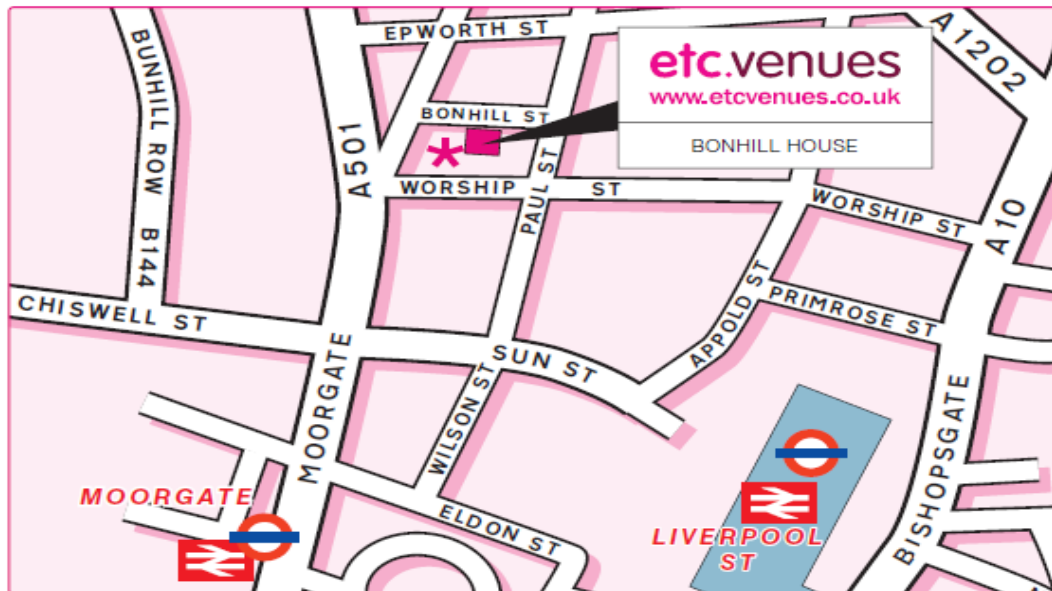 EPWORTH ST
A1202
etc.venues
www.etcvenues.co.uk
BONHILL HOUSE
BUNHILL ROW B144
A501
BONHILL ST
PAUL ST
WORSHIP ST
WORSHIP ST
A10
CHISWELL ST
APPOLD ST
PRIMROSE ST
SUN ST
MOORGATE
WILSON ST
BISHOPSGATE
MOORGATE
ELDON ST
LIVERPOOL
ST